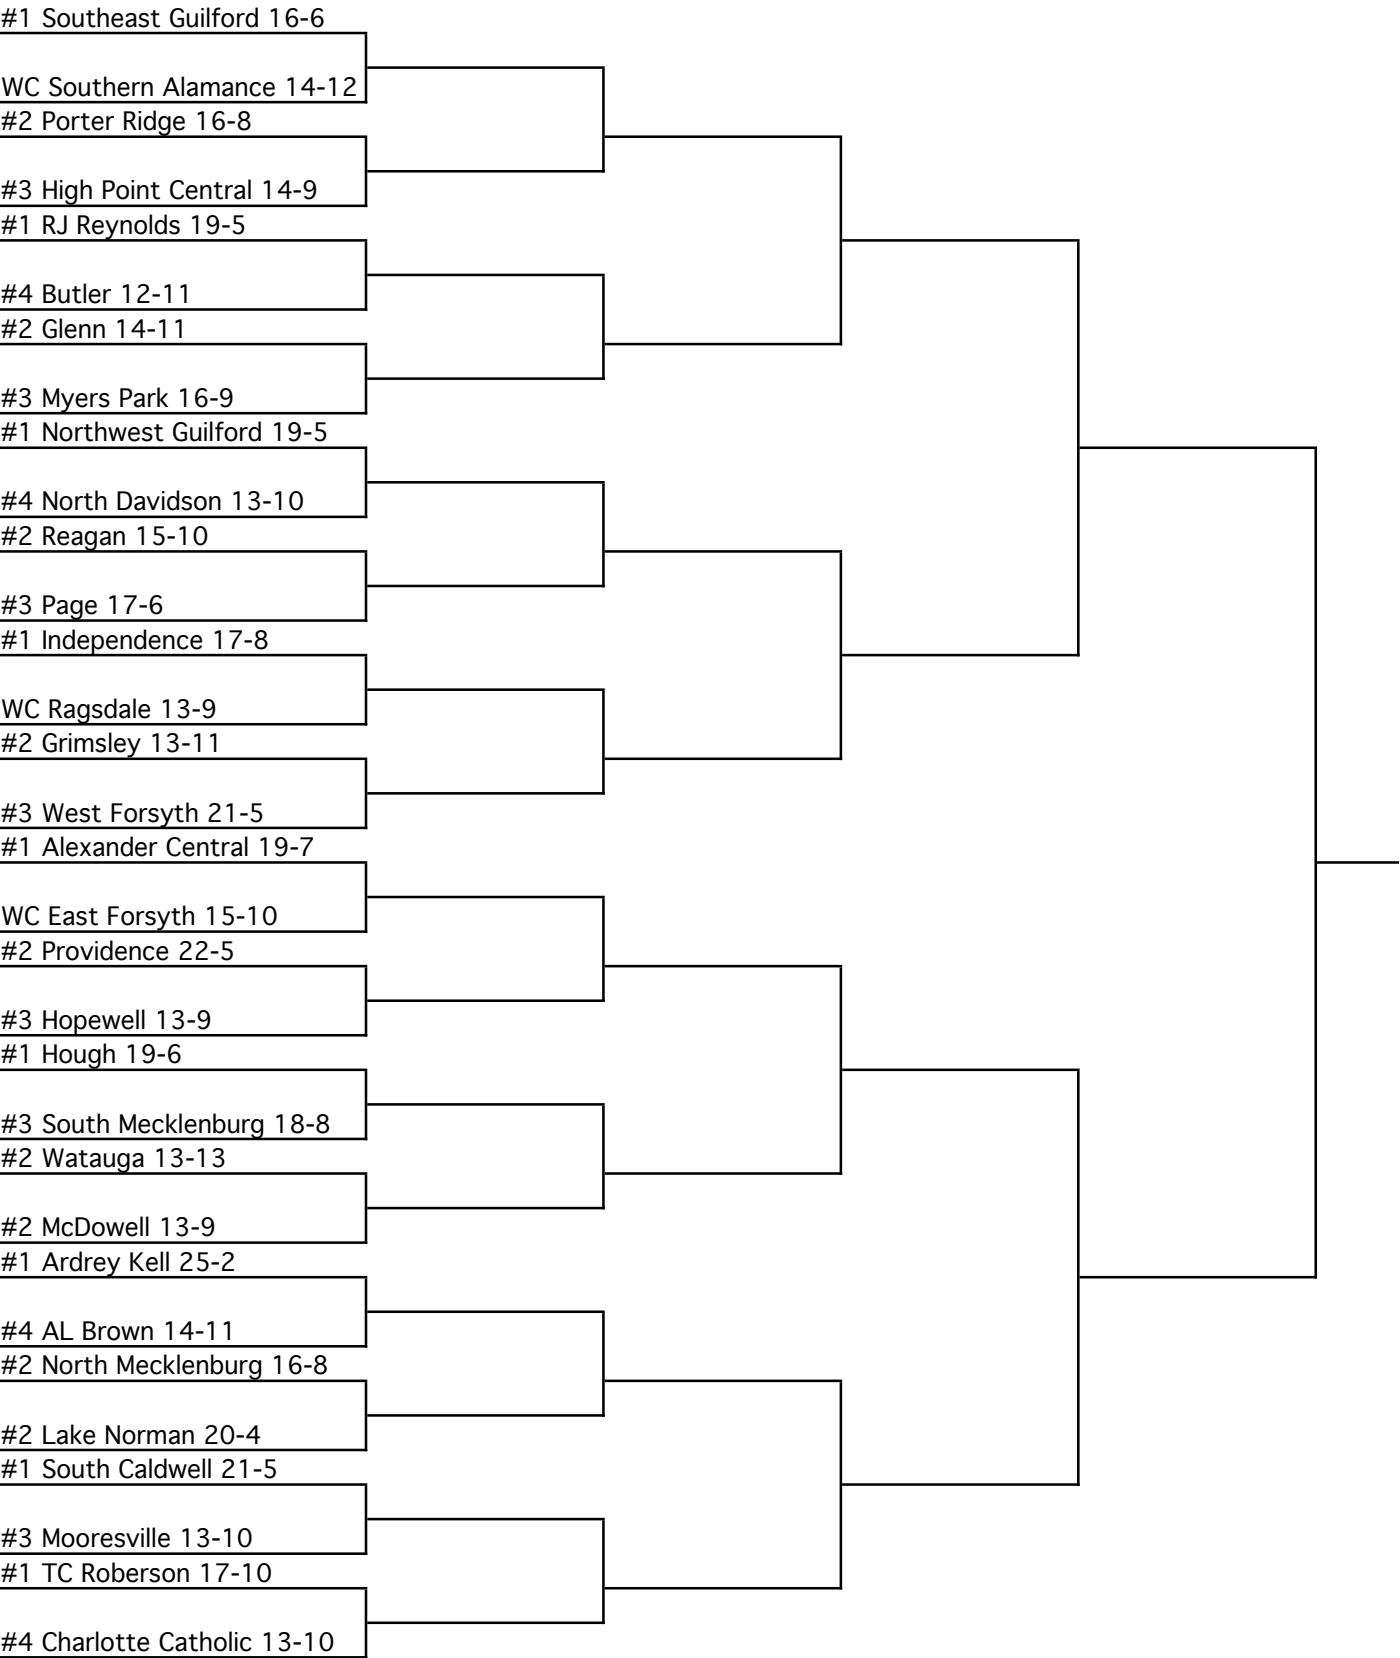 #1 Southeast Guilford 16-6
WC Southern Alamance 14-12
#2 Porter Ridge 16-8
#3 High Point Central 14-9
#1 RJ Reynolds 19-5
#4 Butler 12-11
#2 Glenn 14-11
#3 Myers Park 16-9
#1 Northwest Guilford 19-5
#4 North Davidson 13-10
#2 Reagan 15-10
#3 Page 17-6
#1 Independence 17-8
WC Ragsdale 13-9
#2 Grimsley 13-11
#3 West Forsyth 21-5
#1 Alexander Central 19-7
WC East Forsyth 15-10
#2 Providence 22-5
#3 Hopewell 13-9
#1 Hough 19-6
#3 South Mecklenburg 18-8
#2 Watauga 13-13
#2 McDowell 13-9
#1 Ardrey Kell 25-2
#4 AL Brown 14-11
#2 North Mecklenburg 16-8
#2 Lake Norman 20-4
#1 South Caldwell 21-5
#3 Mooresville 13-10
#1 TC Roberson 17-10
#4 Charlotte Catholic 13-10